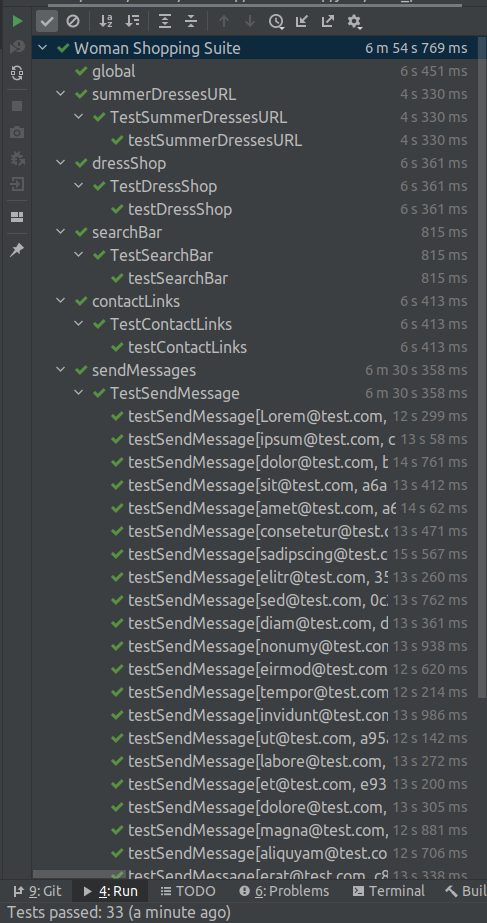 Woman Shopping Suite 6 m 54 s 769 ms
global 6 s 451 ms
summerDressesURL 4 s 330 ms
TestSummerDressesURL 4 s 330 ms
testSummerDressesURL 4 s 330 ms
dressShop 6 s 361 ms
TestDressShop 6 s 361 ms
testDressShop 6 s 361 ms
searchBar 815 ms
TestSearchBar 815 ms
testSearchBar 815 ms
contactLinks 6 s 413 ms
TestContactLinks 6 s 413 ms
testContactLinks 6 s 413 ms
sendMessages 6 m 30 s 358 ms
TestSendMessage 6 m 30 s 358 ms
testSendMessage[Lorem@test.com, 12 s 299 ms
testSendMessage[ipsum@test.com, c 13 s 58 ms
testSendMessage[dolor@test.com, b 14 s 761 ms
testSendMessage[sit@test.com, a6a 13 s 412 ms
testSendMessage[amet@test.com, a6 14 s 62 ms
testSendMessage[consetetur@test.c 13 s 471 ms
testSendMessage[sadipscing@test.c 15 s 567 ms
testSendMessage[elitr@test.com, 35 13 s 260 ms
testSendMessage[sed@test.com, 0c2 13 s 762 ms
testSendMessage[diam@test.com, d 13 s 361 ms
testSendMessage[nonumy@test.com 13 s 938 ms
testSendMessage[eirmod@test.com 12 s 620 ms
testSendMessage[tempor@test.com 12 s 214 ms
testSendMessage[invidunt@test.com 13 s 986 ms
testSendMessage[ut@test.com, a95a 12 s 142 ms
testSendMessage[labore@test.com, 13 s 272 ms
testSendMessage[et@test.com, e93 13 s 200 ms
testSendMessage[dolore@test.com, 13 s 305 ms
testSendMessage[magna@test.com, 12 s 881 ms
testSendMessage[aliquyam@test.co 12 s 706 ms
testSendMessage[erat@test.com, c8 13 s 338 ms
9: Git 4: Run TODO 6: Problems Terminal Buil
Tests passed: 33 (a minute ago)